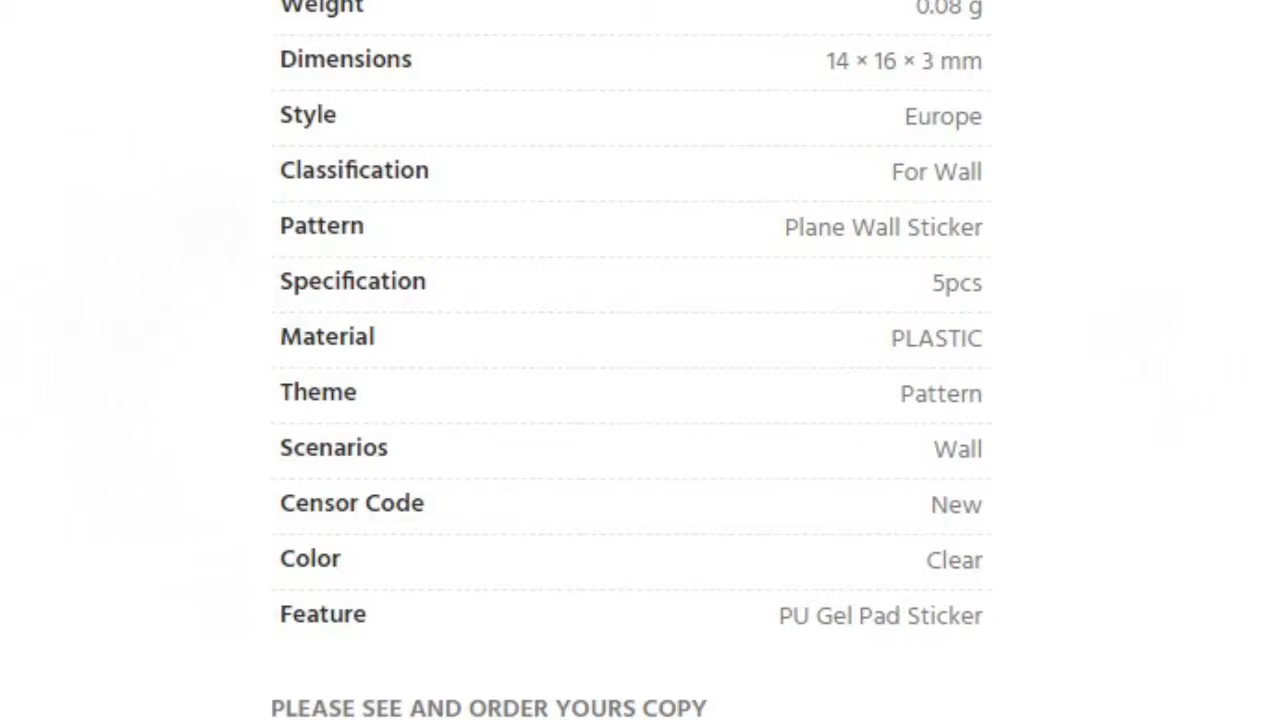 Weight 0.08 g
Dimensions 14 × 16 × 3 mm
Style Europe
Classification For Wall
Pattern Plane Wall Sticker
Specification 5pcs
Material PLASTIC
Theme Pattern
Scenarios Wall
Censor Code New
Color Clear
Feature PU Gel Pad Sticker
PLEASE SEE AND ORDER YOURS COPY